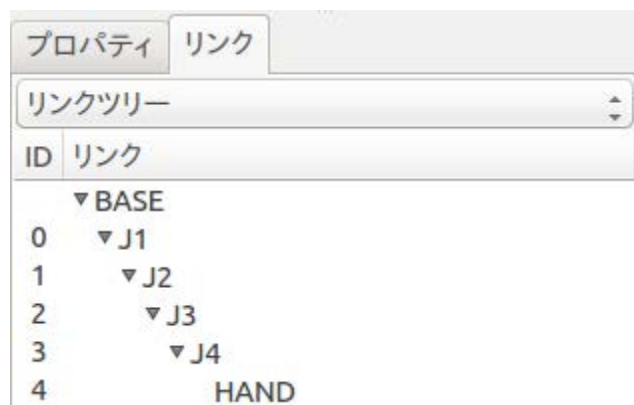 プロパティ リンク
リンクツリー
ID リンク
BASE
0 J1
1 J2
2 J3
3 J4
4 HAND